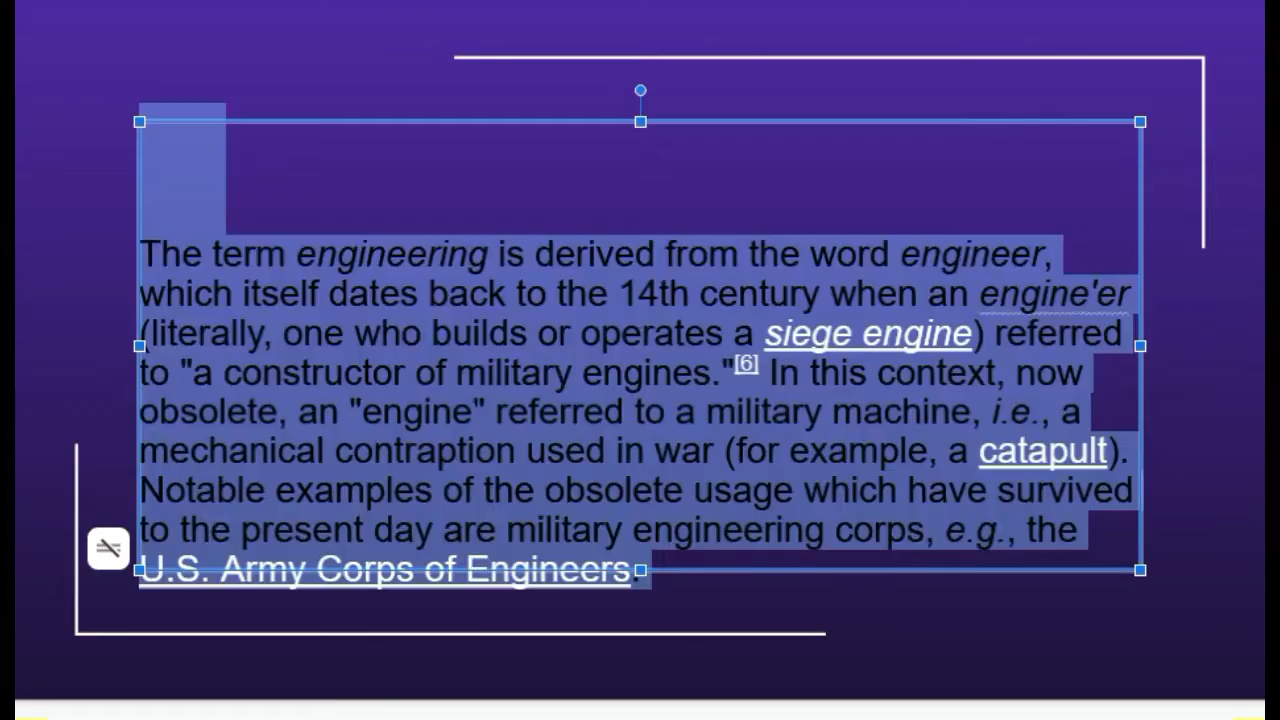 The term engineering is derived from the word engineer,
which itself dates back to the 14th century when an engine'er
(literally, one who builds or operates a siege engine) referred
to "a constructor of military engines."[6] In this context, now
obsolete, an "engine" referred to a military machine, i.e., a
mechanical contraption used in war (for example, a catapult).
Notable examples of the obsolete usage which have survived
to the present day are military engineering corps, e.g., the
U.S. Army Corps of Engineers.